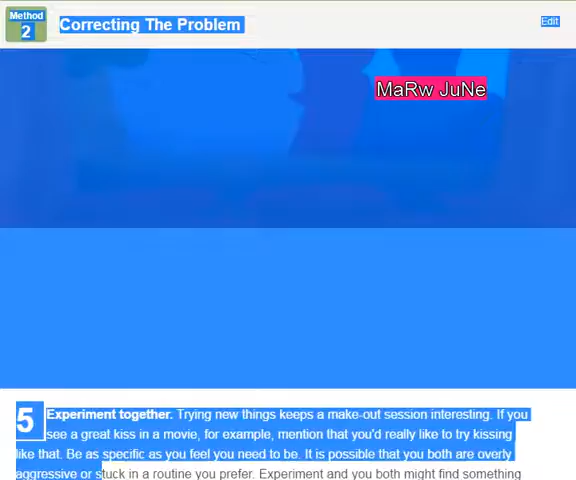 Method
2
Correcting The Problem
Edit
MaRw JuNe
5
Experiment together. Trying new things keeps a make-out session interesting. If you
see a great kiss in a movie, for example, mention that you'd really like to try kissing
like that. Be as specific as you feel you need to be. It is possible that you both are overly
aggressive or stuck in a routine you prefer. Experiment and you both might find something